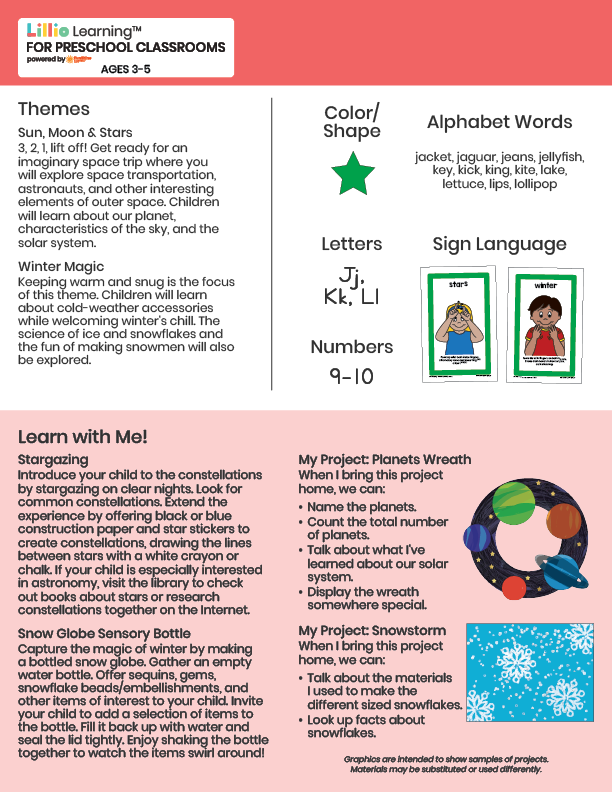 Lillio Learning™
FOR PRESCHOOL CLASSROOMS
powered by
AGES 3-5
Themes
Sun, Moon & Stars
3, 2, 1, lift off! Get ready for an
imaginary space trip where you
will explore space transportation,
astronauts, and other interesting
elements of outer space. Children
will learn about our planet,
characteristics of the sky, and the
solar system.
Winter Magic
Keeping warm and snug is the focus
of this theme. Children will learn
about cold-weather accessories
while welcoming winter's chill. The
science of ice and snowflakes and
the fun of making snowmen will also
be explored.
Color/
Shape
Letters
Jj,
Kk, Ll
Numbers
9-10
Alphabet Words
jacket, jaguar, jeans, jellyfish,
key, kick, king, kite, lake,
lettuce, lips, lollipop
Sign Language
stars
winter
Learn with Me!
Stargazing
Introduce your child to the constellations
by stargazing on clear nights. Look for
common constellations. Extend the
experience by offering black or blue
construction paper and star stickers to
create constellations, drawing the lines
between stars with a white crayon or
chalk. If your child is especially interested
in astronomy, visit the library to check
out books about stars or research
constellations together on the Internet.
Snow Globe Sensory Bottle
Capture the magic of winter by making
a bottled snow globe. Gather an empty
water bottle. Offer sequins, gems,
snowflake beads/embellishments, and
other items of interest to your child. Invite
your child to add a selection of items to
the bottle. Fill it back up with water and
seal the lid tightly. Enjoy shaking the bottle
together to watch the items swirl around!
My Project: Planets Wreath
When I bring this project
home, we can:
• Name the planets.
• Count the total number
of planets.
• Talk about what I've
learned about our solar
system.
• Display the wreath
somewhere special.
My Project: Snowstorm
When I bring this project
home, we can:
• Talk about the materials
I used to make the
different sized snowflakes.
• Look up facts about
snowflakes.
Graphics are intended to show samples of projects.
Materials may be substituted or used differently.